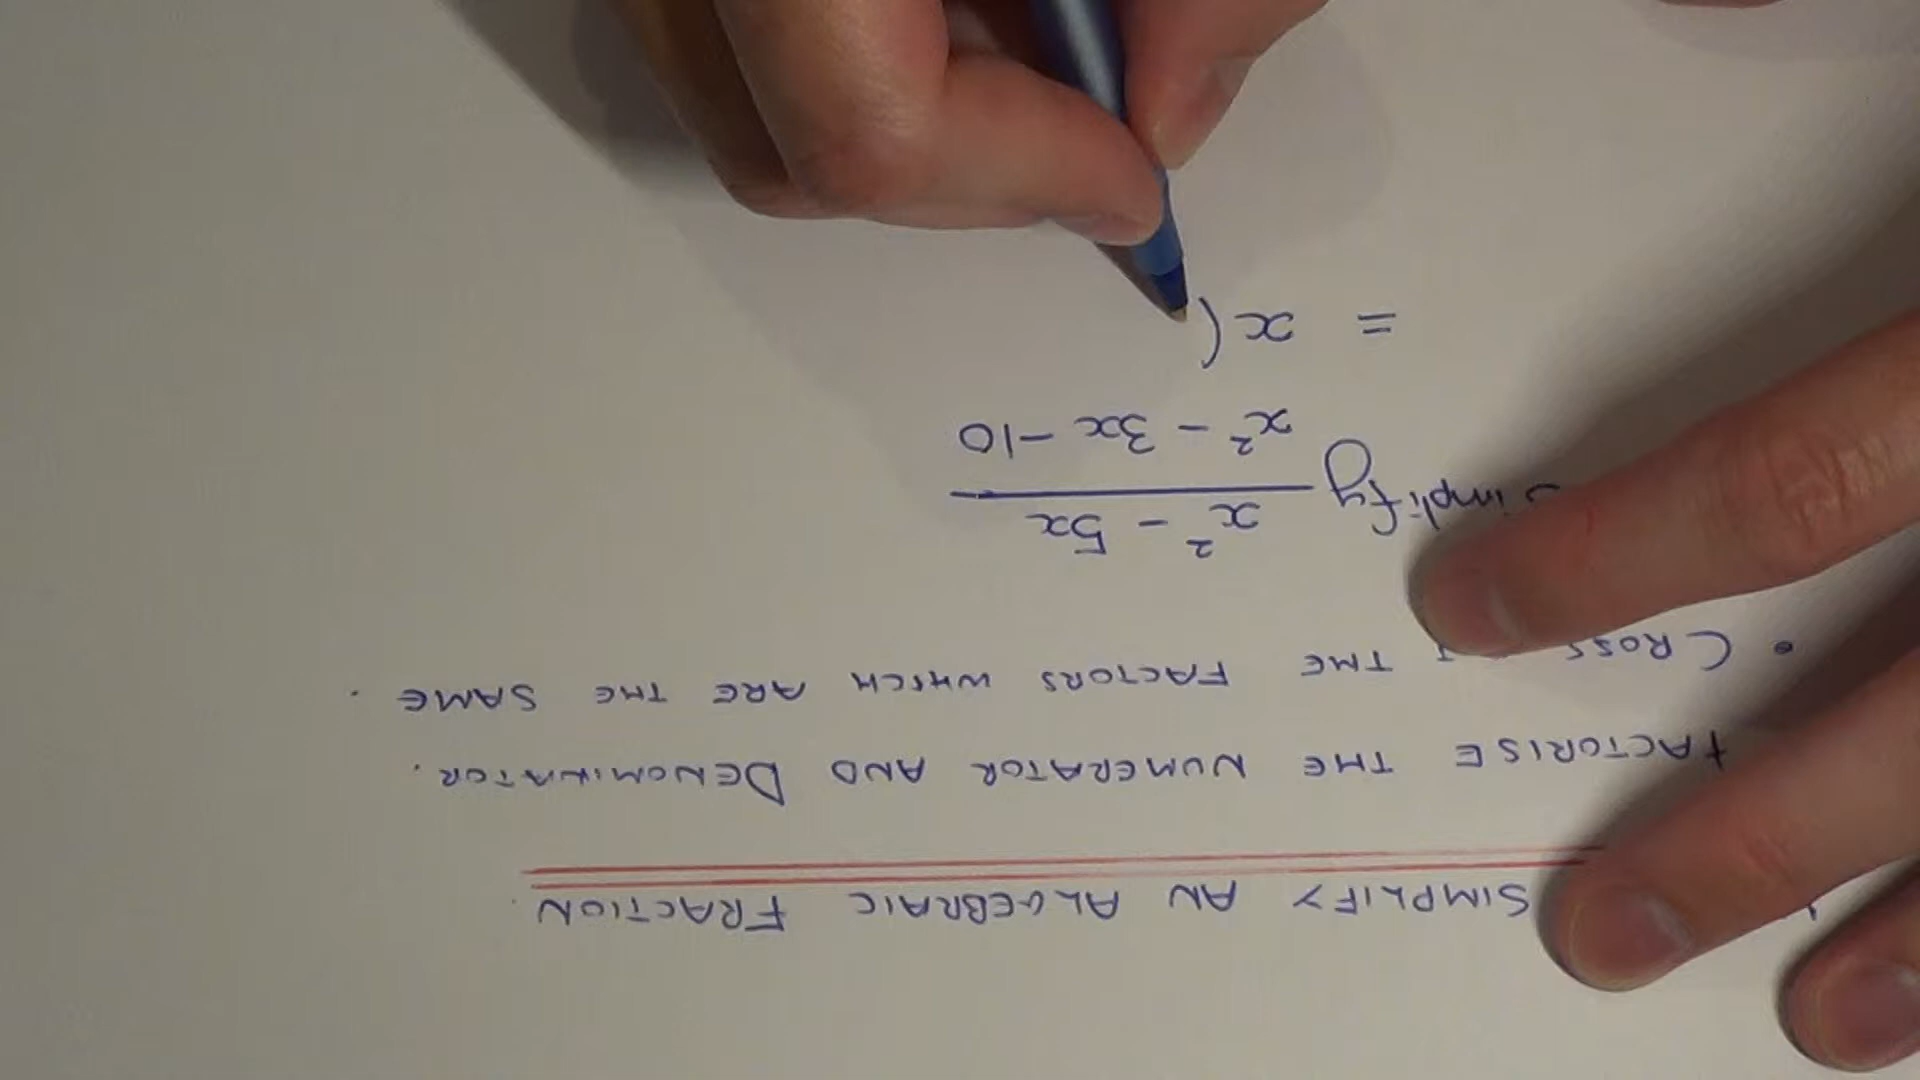 SIMPLIFY AN ALGEBRAIC FRACTION.
FACTORISE THE NUMERATOR AND DENOMINATOR.
• CROSS THE FACTORS WHICH ARE THE SAME.
x² - 5x
Simplify
x² - 3x - 10
= x(